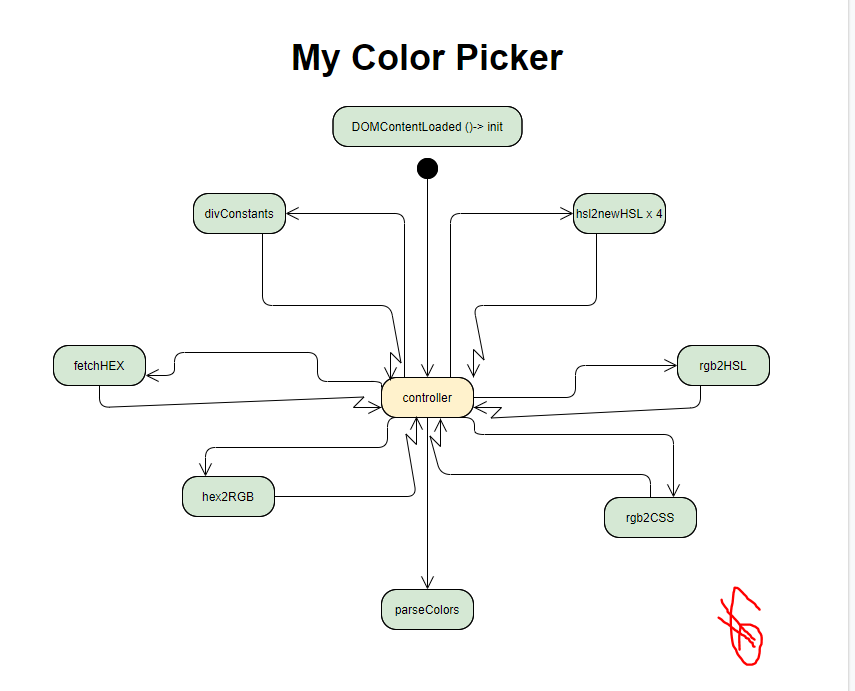 My Color Picker
DOMContentLoaded ()-> init
divConstants
hsl2newHSL x 4
fetchHEX
rgb2HSL
controller
hex2RGB
rgb2CSS
parseColors